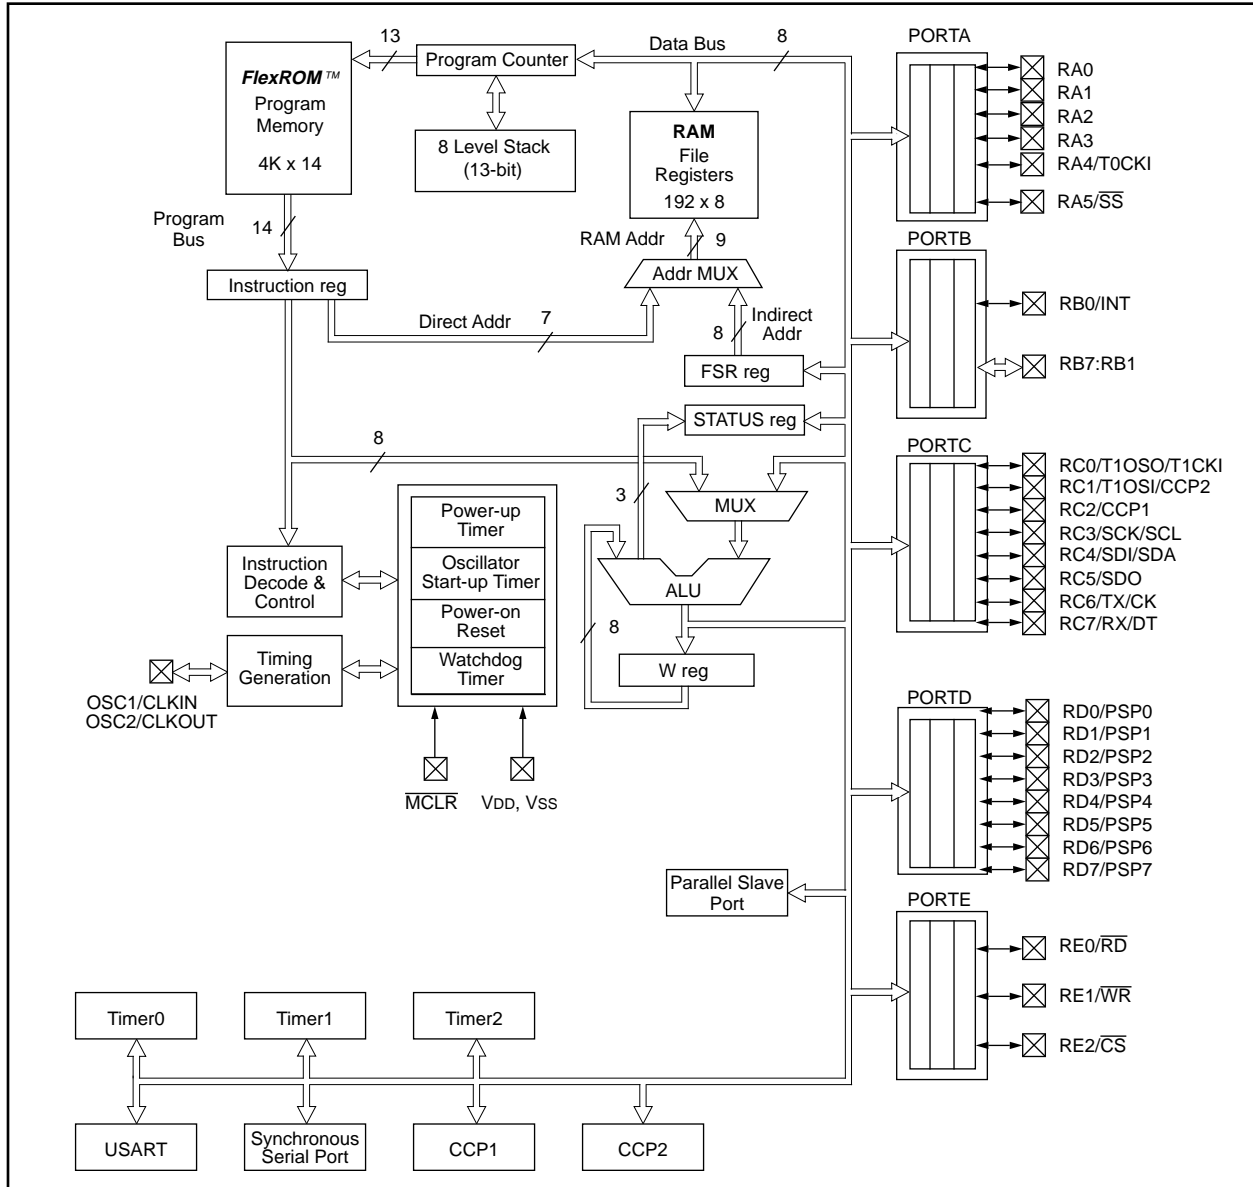 13
Program Counter
Data Bus
8
PORTA
FlexROM™
Program
Memory
4K x 14
8 Level Stack
(13-bit)
RAM
File
Registers
192 x 8
RA0
RA1
RA2
RA3
RA4/T0CKI
RA5/S̅S̅
Program
Bus
14
RAM Addr
9
PORTB
Instruction reg
Addr MUX
Direct Addr
7
8
Indirect
Addr
RB0/INT
FSR reg
RB7:RB1
STATUS reg
8
3
MUX
PORTC
RC0/T1OSO/T1CKI
RC1/T1OSI/CCP2
RC2/CCP1
RC3/SCK/SCL
RC4/SDI/SDA
RC5/SDO
RC6/TX/CK
RC7/RX/DT
Power-up
Timer
Instruction
Decode &
Control
Oscillator
Start-up Timer
ALU
Power-on
Reset
8
Timing
Generation
Watchdog
Timer
W reg
OSC1/CLKIN
OSC2/CLKOUT
M̅C̅L̅R̅
VDD, VSS
PORTD
RD0/PSP0
RD1/PSP1
RD2/PSP2
RD3/PSP3
RD4/PSP4
RD5/PSP5
RD6/PSP6
RD7/PSP7
Parallel Slave
Port
PORTE
RE0/R̅D̅
RE1/W̅R̅
RE2/C̅S̅
Timer0
Timer1
Timer2
USART
Synchronous
Serial Port
CCP1
CCP2